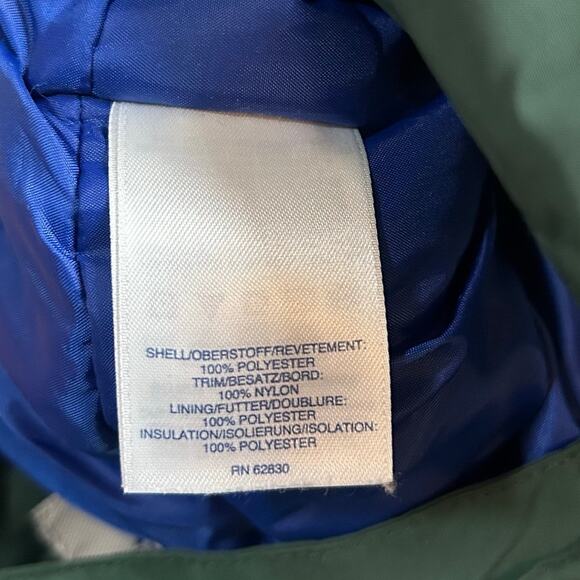 SHELL/OBERSTOFF/REVETEMENT:
100% POLYESTER
TRIM/BESATZ/BORD:
100% NYLON
LINING/FUTTER/DOUBLURE:
100% POLYESTER
INSULATION/ISOLIERUNG/ISOLATION:
100% POLYESTER
RN 62830